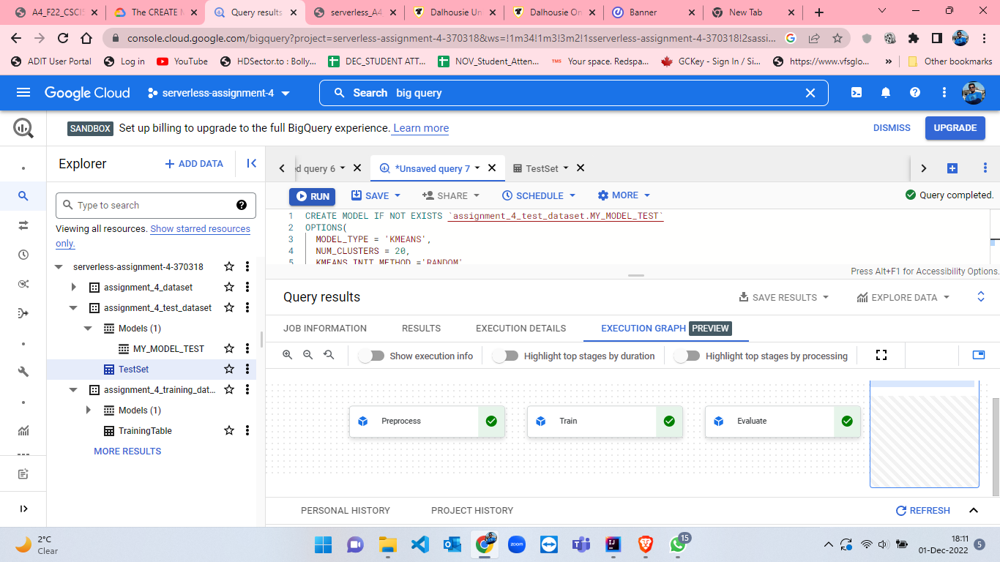 A4_F22_CSCI5
The CREATE M
Query results
serverless_A4
Dalhousie Un
Dalhousie On
Banner
New Tab
console.cloud.google.com/bigquery?project=serverless-assignment-4-370318&ws=!1m34!1m3!3m2!1sserverless-assignment-4-370318!2sassi...
ADIT User Portal
Log in
YouTube
HDSector.to : Bolly...
DEC_STUDENT ATT...
NOV_Student_Atten...
Your space. Redspa...
GCKey - Sign In / Si...
https://www.vfsglo...
Other bookmarks
Google Cloud
serverless-assignment-4
Search big query
SANDBOX Set up billing to upgrade to the full BigQuery experience. Learn more
DISMISS
UPGRADE
Explorer
+ ADD DATA
Type to search
Viewing all resources. Show starred resources
only.
serverless-assignment-4-370318
assignment_4_dataset
assignment_4_test_dataset
Models (1)
MY_MODEL_TEST
TestSet
assignment_4_training_dat...
Models (1)
TrainingTable
MORE RESULTS
ed query 6
*Unsaved query 7
TestSet
RUN
SAVE
SHARE
SCHEDULE
MORE
Query completed.
1 CREATE MODEL IF NOT EXISTS `assignment_4_test_dataset.MY_MODEL_TEST`
2 OPTIONS(
3 MODEL_TYPE = 'KMEANS',
4 NUM_CLUSTERS = 20,
5 KMEANS_INIT_METHOD ='RANDOM'
Press Alt+F1 for Accessibility Options.
Query results
SAVE RESULTS
EXPLORE DATA
JOB INFORMATION
RESULTS
EXECUTION DETAILS
EXECUTION GRAPH PREVIEW
Show execution info
Highlight top stages by duration
Highlight top stages by processing
Preprocess
Train
Evaluate
PERSONAL HISTORY
PROJECT HISTORY
REFRESH
2°C
Clear
zoom
15
18:11
01-Dec-2022
5